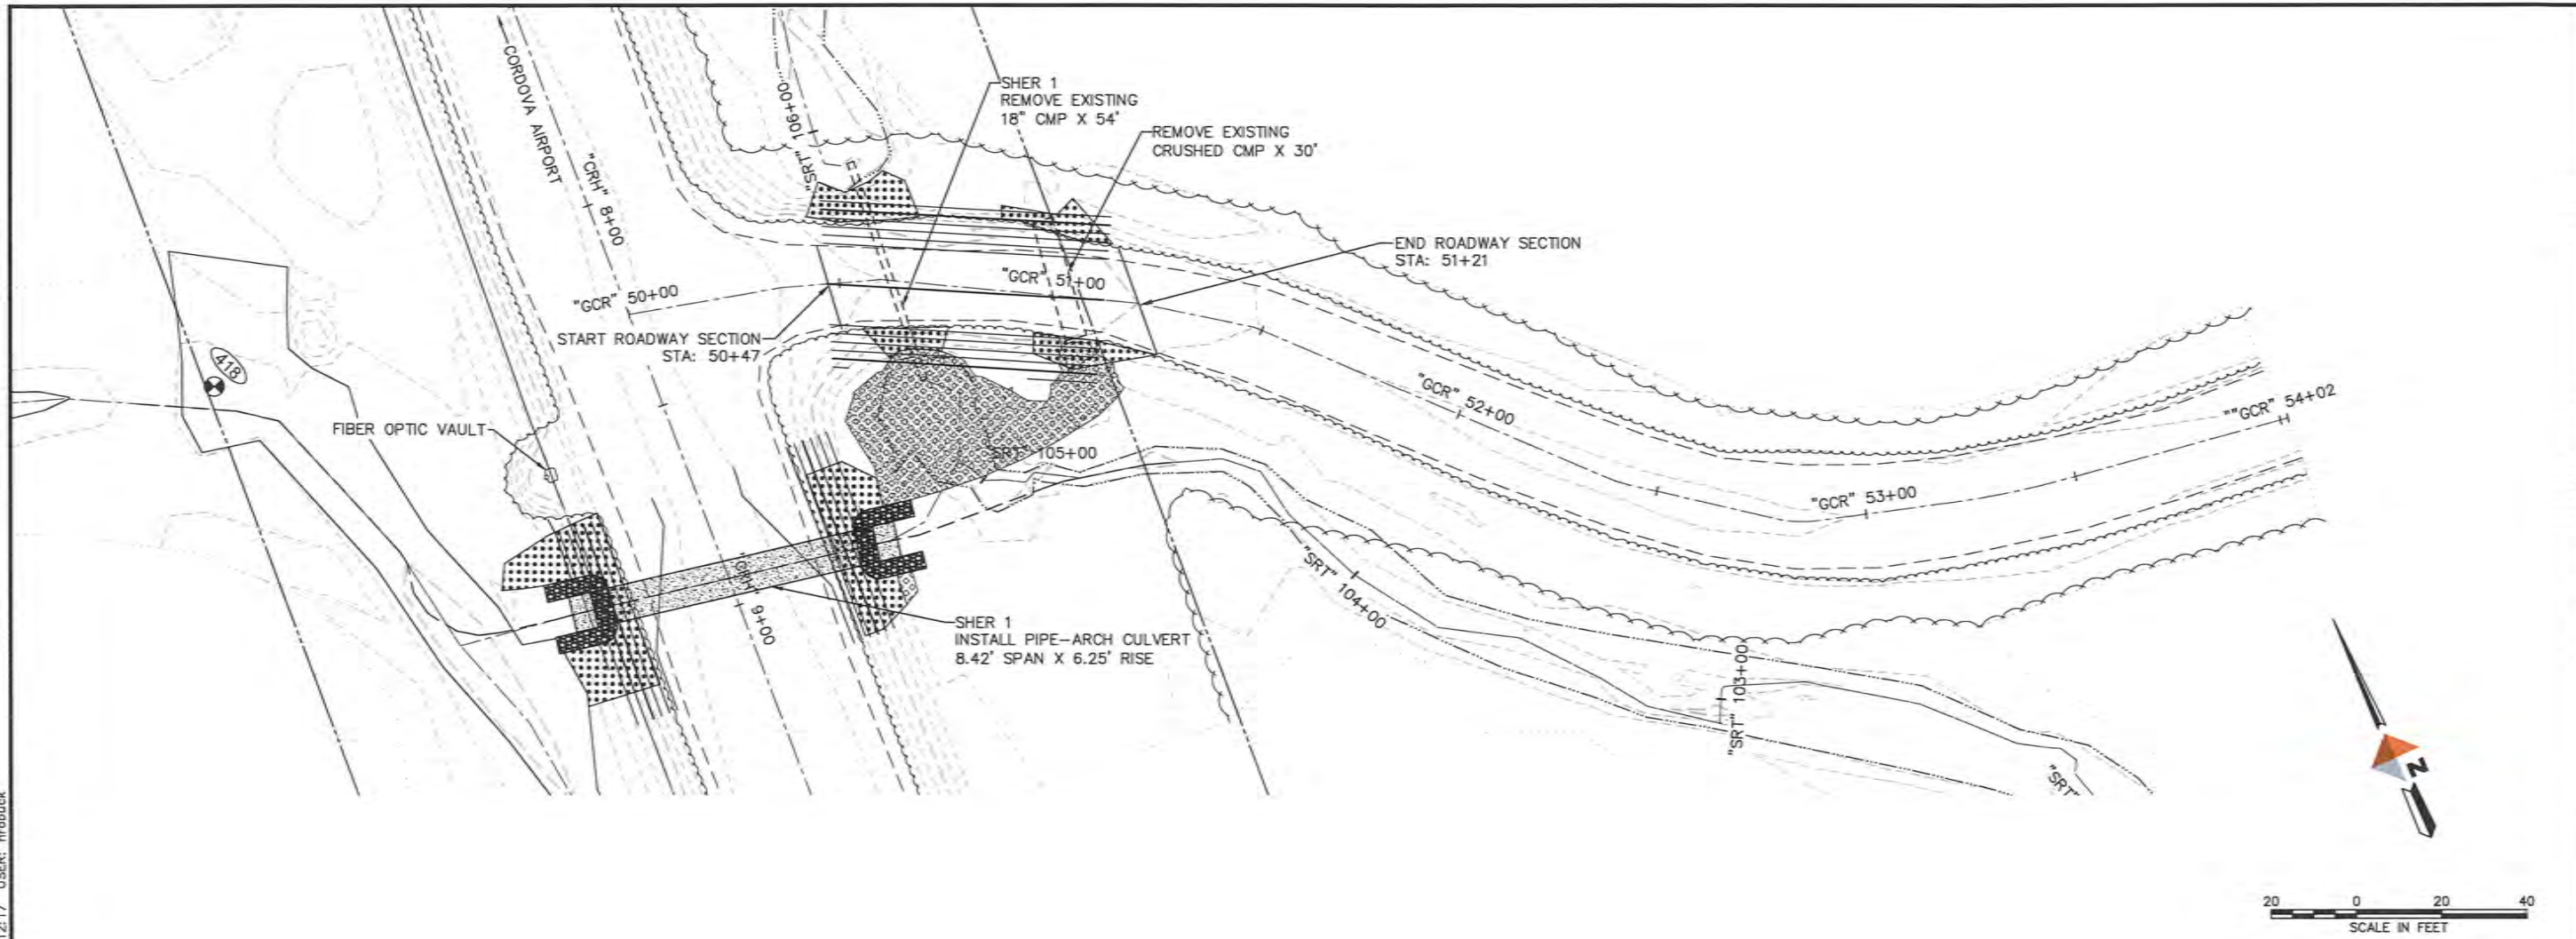 SHER 1
REMOVE EXISTING
18" CMP X 54'
REMOVE EXISTING
CRUSHED CMP X 30'
CORDOVA AIRPORT
"CRH" 8+00
"SRT" 106+00
END ROADWAY SECTION
STA: 51+21
"GCR" 50+00
"GCR" 51+00
START ROADWAY SECTION
STA: 50+47
418
FIBER OPTIC VAULT
"GCR" 52+00
""GCR" 54+02
SRT" 105+00
"GCR" 53+00
"SRT" 104+00
"CRH" 9+00
SHER 1
INSTALL PIPE-ARCH CULVERT
8.42' SPAN X 6.25' RISE
"SRT" 103+00
"SRT"
N
20 0 20 40
SCALE IN FEET
12:17 USER: